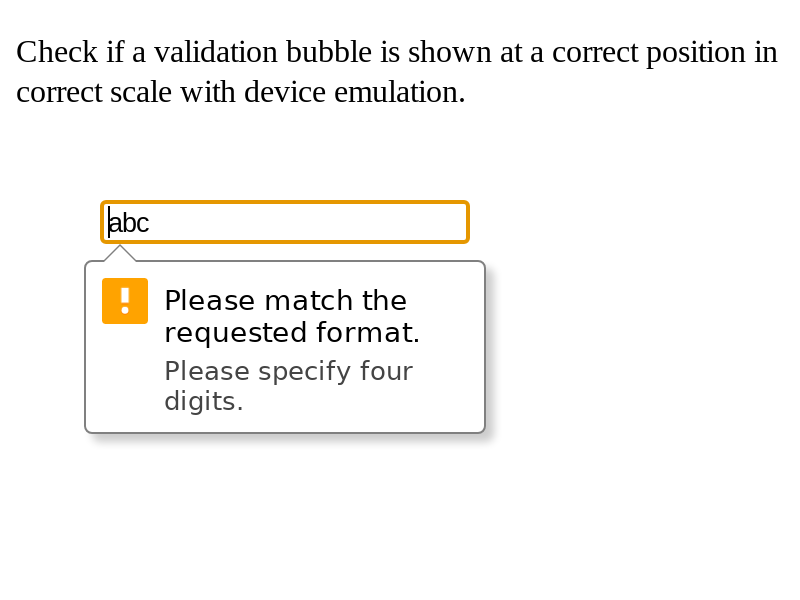 Check if a validation bubble is shown at a correct position in
correct scale with device emulation.
abc
Please match the
requested format.
Please specify four
digits.